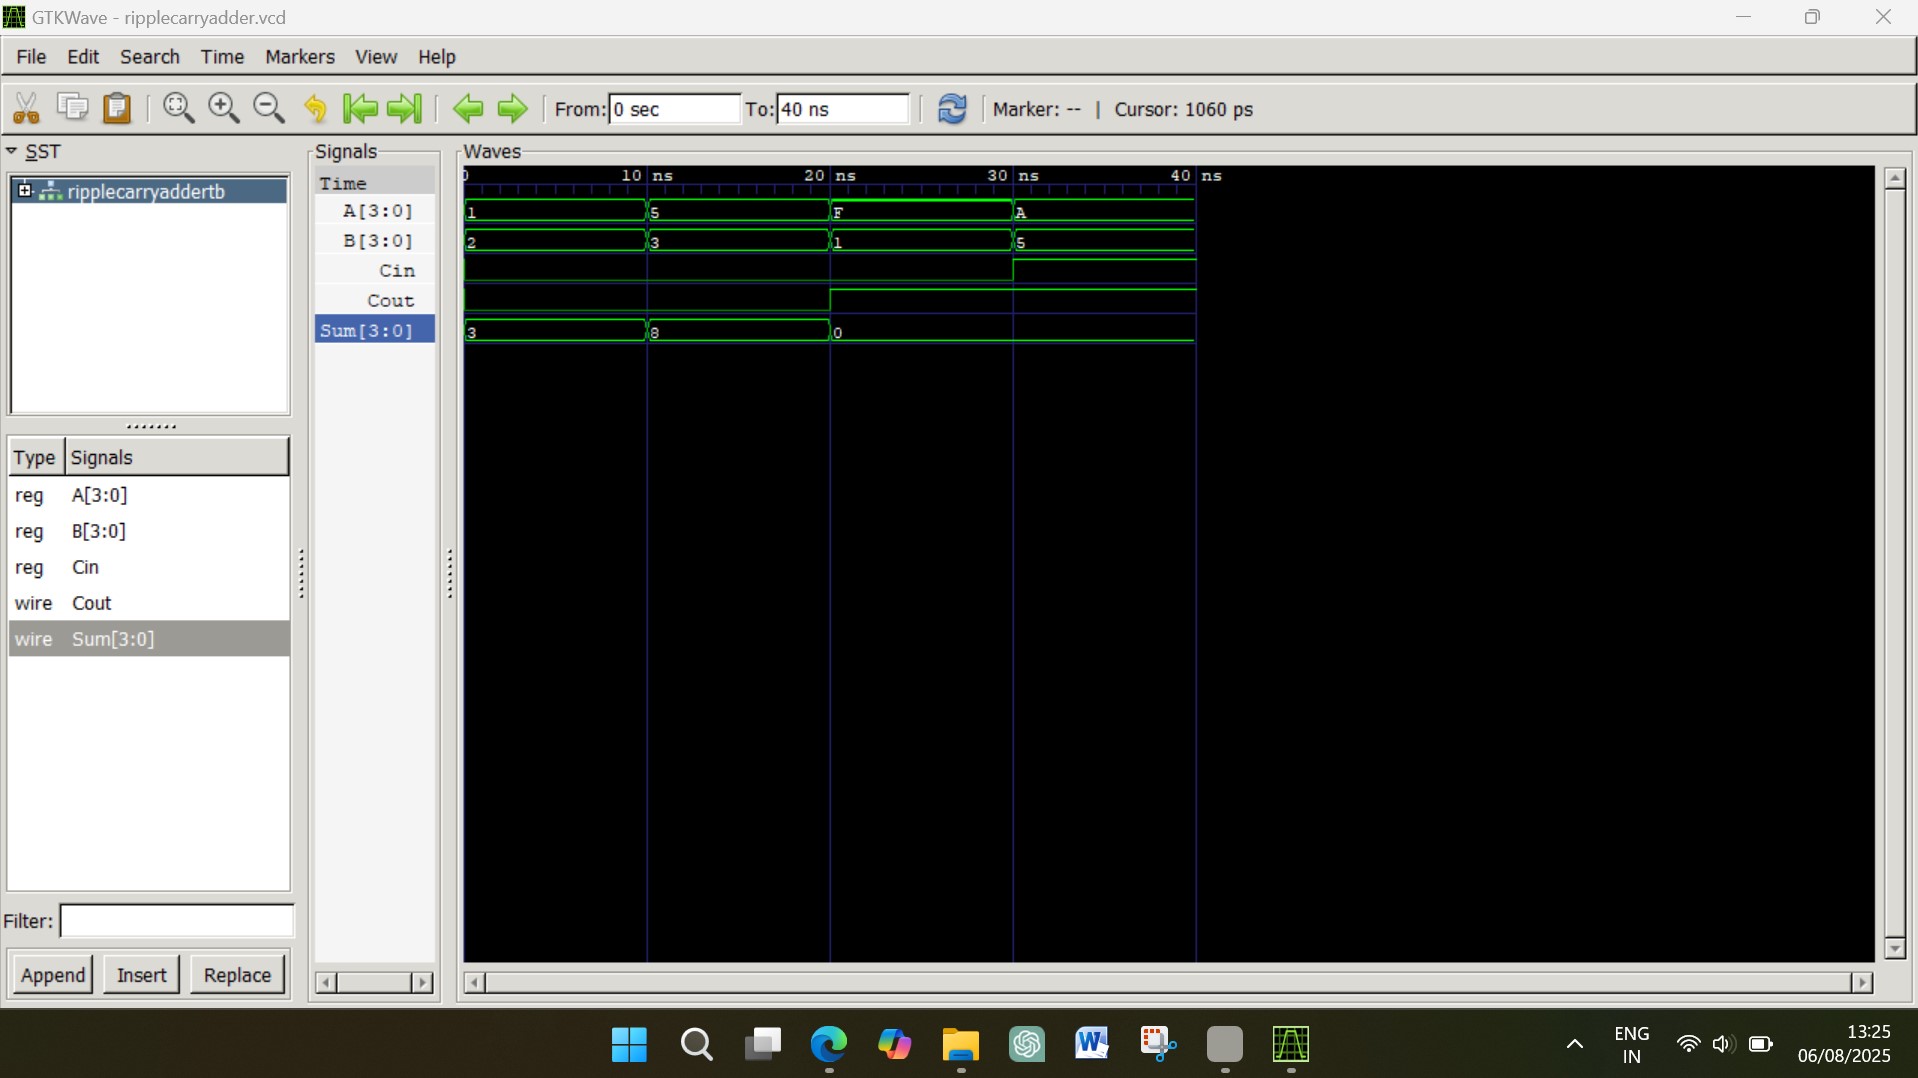 GTKWave - ripplecarryadder.vcd
File Edit Search Time Markers View Help
From: 0 sec To: 40 ns Marker: -- | Cursor: 1060 ps
SST
ripplecarryaddertb
Type Signals
reg A[3:0]
reg B[3:0]
reg Cin
wire Cout
wire Sum[3:0]
Filter:
Append Insert Replace
Signals
Time
A[3:0]
B[3:0]
Cin
Cout
Sum[3:0]
Waves
0 10 ns 20 ns 30 ns 40 ns
1 5 F A
2 3 1 5
3 8 0
ENG
IN
13:25
06/08/2025